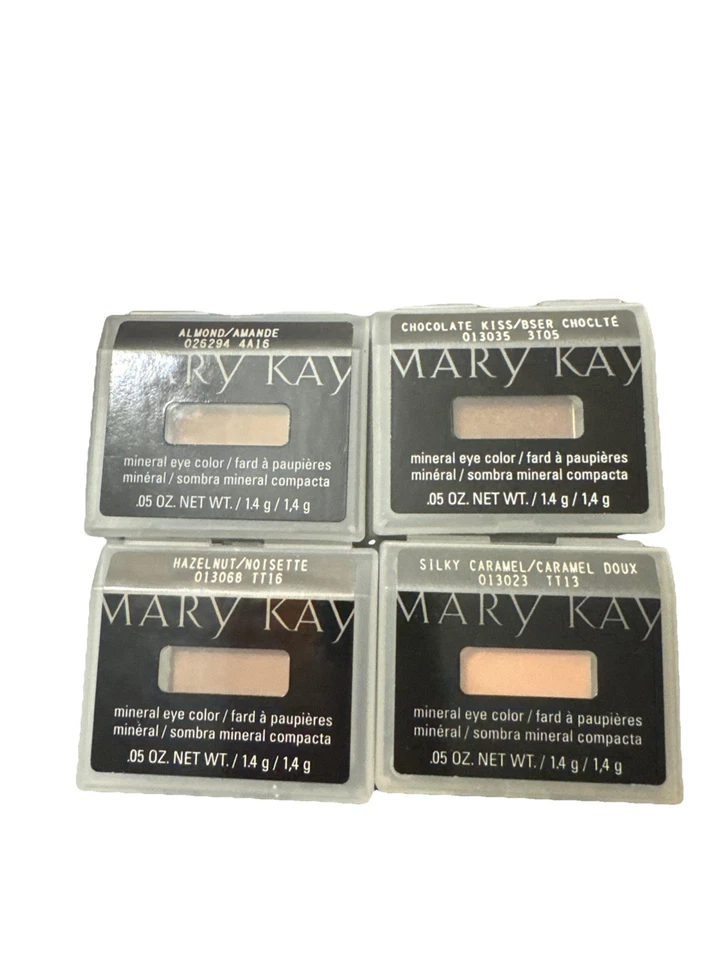 ALMOND/AMANDE
026294 4A16
MARY KAY
mineral eye color / fard à paupières
minéral / sombra mineral compacta
.05 OZ. NET WT. / 1.4 g / 1,4 g
CHOCOLATE KISS/BSER CHOCLTÉ
013035 3T05
MARY KAY
mineral eye color / fard à paupières
minéral / sombra mineral compacta
.05 OZ. NET WT. / 1.4 g / 1,4 g
HAZELNUT/NOISETTE
013068 TT16
MARY KAY
mineral eye color / fard à paupières
minéral / sombra mineral compacta
.05 OZ. NET WT. / 1.4 g / 1,4 g
SILKY CARAMEL/CARAMEL DOUX
013023 TT13
MARY KAY
mineral eye color / fard à paupières
minéral / sombra mineral compacta
.05 OZ. NET WT. / 1.4 g / 1,4 g